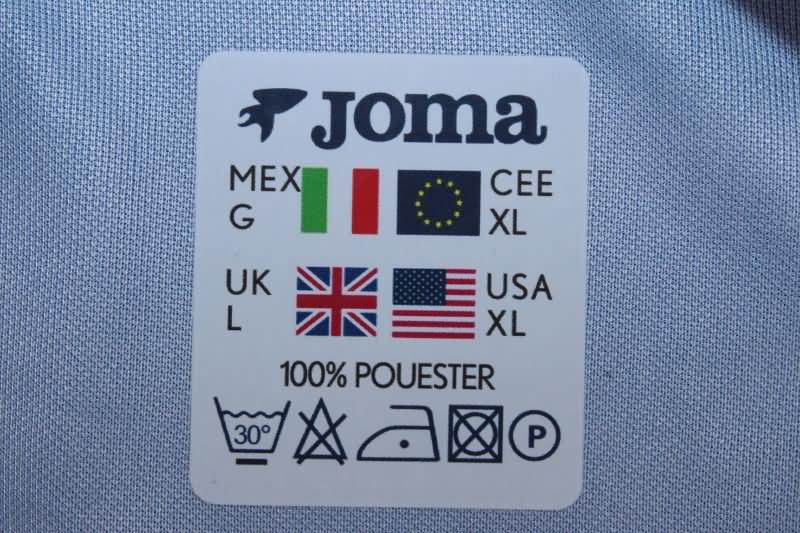 Joma
MEX CEE
G XL
UK USA
L XL
100% POUESTER
30° P